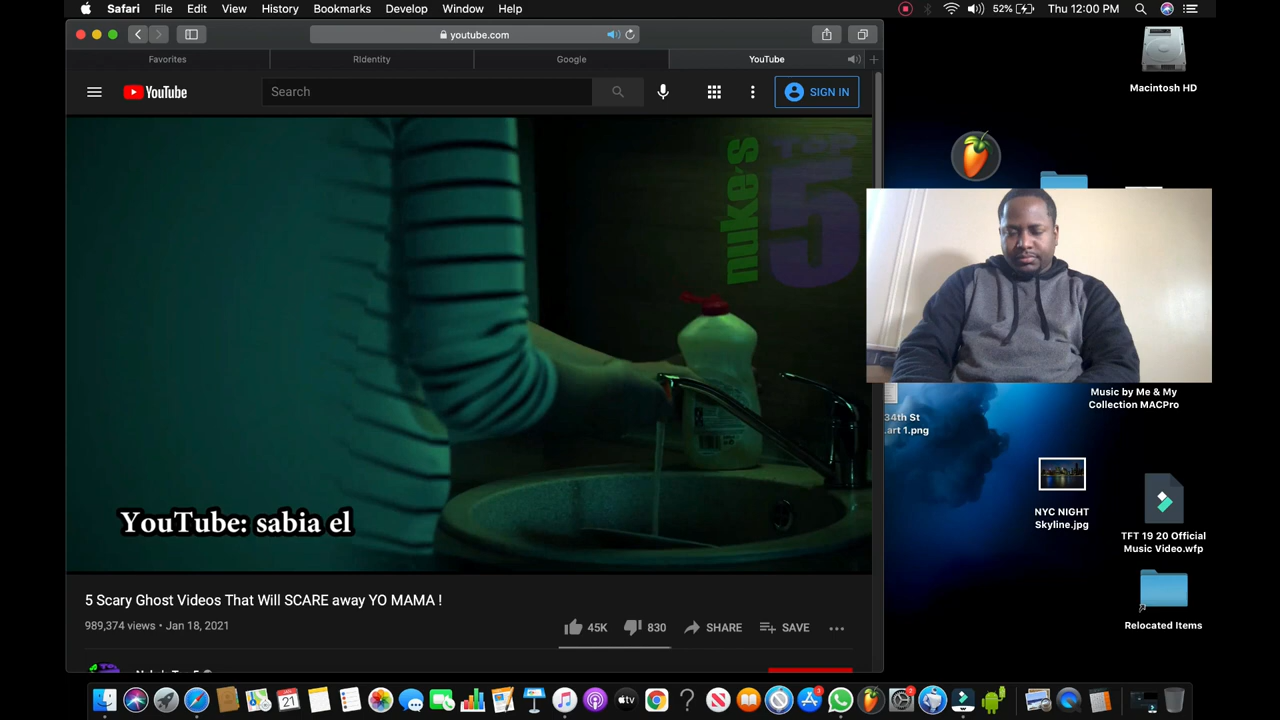 Safari File Edit View History Bookmarks Develop Window Help 52% Thu 12:00 PM
youtube.com
Favorites RIdentity Google YouTube
YouTube Search SIGN IN
Macintosh HD
nuke's TOP 5
Music by Me & My
Collection MACPro
34th St
art 1.png
NYC NIGHT
Skyline.jpg
YouTube: sabia el
TFT 19 20 Official
Music Video.wfp
5 Scary Ghost Videos That Will SCARE away YO MAMA !
989,374 views • Jan 18, 2021 45K 830 SHARE SAVE
Relocated Items